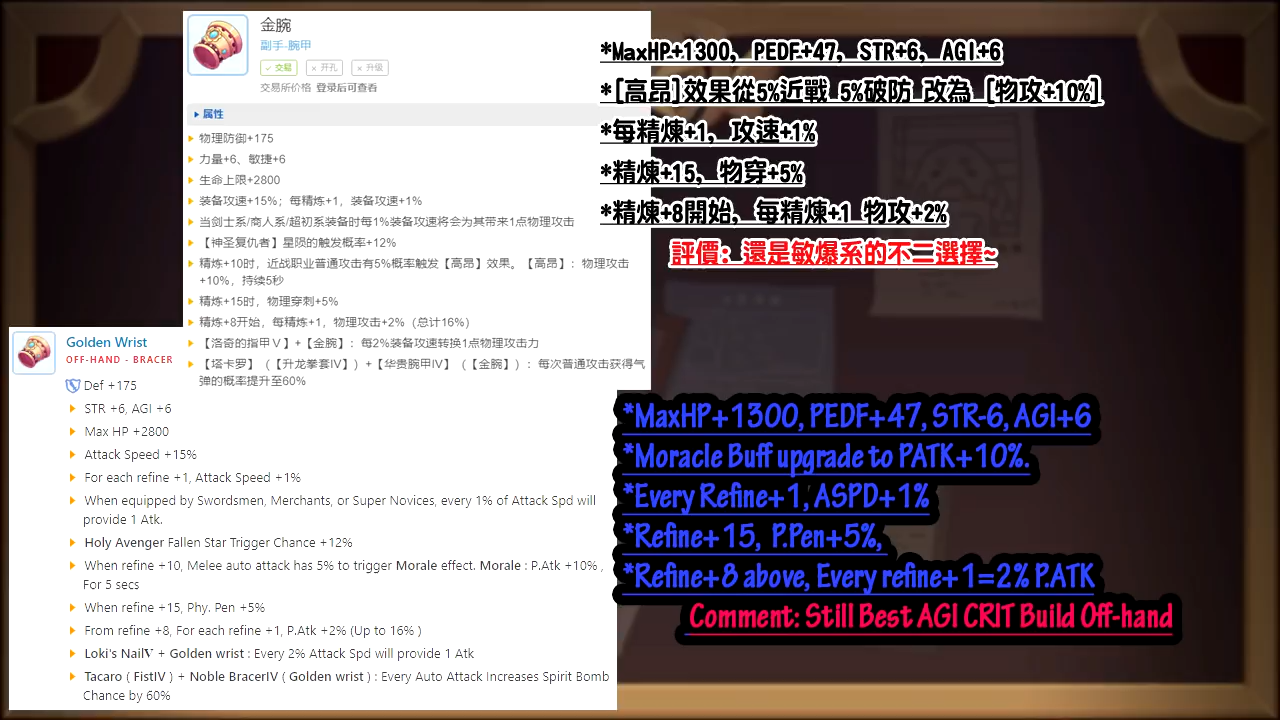 金腕
副手-腕甲
✓ 交易 × 开孔 × 升级
交易所价格 登录后可查看
属性
物理防御+175
力量+6、敏捷+6
生命上限+2800
装备攻速+15%；每精炼+1，装备攻速+1%
当剑士系/商人系/超初系装备时每1%装备攻速将会为其带来1点物理攻击
【神圣复仇者】星陨的触发概率+12%
精炼+10时，近战职业普通攻击有5%概率触发【高昂】效果。【高昂】：物理攻击
+10%，持续5秒
精炼+15时，物理穿刺+5%
精炼+8开始，每精炼+1，物理攻击+2%（总计16%）
【洛奇的指甲Ⅴ】+【金腕】：每2%装备攻速转换1点物理攻击力
【塔卡罗】（【升龙拳套Ⅳ】）+【华贵腕甲Ⅳ】（【金腕】）：每次普通攻击获得气
弹的概率提升至60%
*MaxHP+1300, PEDF+47, STR+6, AGI+6
*[高昂]效果從5%近戰 5%破防 改為 [物攻+10%]
*每精煉+1, 攻速+1%
*精煉+15, 物穿+5%
*精煉+8開始, 每精煉+1 物攻+2%
評價: 還是敏爆系的不二選擇~
Golden Wrist
OFF-HAND - BRACER
Def +175
STR +6, AGI +6
Max HP +2800
Attack Speed +15%
For each refine +1, Attack Speed +1%
When equipped by Swordsmen, Merchants, or Super Novices, every 1% of Attack Spd will
provide 1 Atk.
Holy Avenger Fallen Star Trigger Chance +12%
When refine +10, Melee auto attack has 5% to trigger Morale effect. Morale : P.Atk +10% ,
For 5 secs
When refine +15, Phy. Pen +5%
From refine +8, For each refine +1, P.Atk +2% (Up to 16% )
Loki's NailⅤ + Golden wrist : Every 2% Attack Spd will provide 1 Atk
Tacaro ( FistIV ) + Noble BracerIV ( Golden wrist ) : Every Auto Attack Increases Spirit Bomb
Chance by 60%
*MaxHP+1300, PEDF+47, STR-6, AGI+6
*Moracle Buff upgrade to PATK+10%.
*Every Refine+1, ASPD+1%
*Refine+15, P.Pen+5%,
*Refine+8 above, Every refine+1=2% P.ATK
Comment: Still Best AGI CRIT Build Off-hand